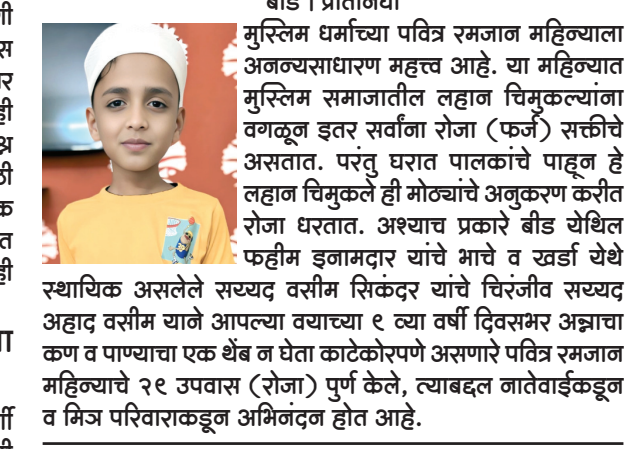 बीड । प्रतिनिधी
मुस्लिम धर्माच्या पवित्र रमजान महिन्याला
अनन्यसाधारण महत्त्व आहे. या महिन्यात
मुस्लिम समाजातील लहान चिमुकल्यांना
वगळून इतर सर्वांना रोजा (फर्ज) सक्तीचे
असतात. परंतु घरात पालकांचे पाहून हे
लहान चिमुकले ही मोठ्यांचे अनुकरण करीत
रोजा धरतात. अश्याच प्रकारे बीड येथिल
फहीम इनामदार यांचे भाचे व खर्डा येथे
स्थायिक असलेले सय्यद वसीम सिकंदर यांचे चिरंजीव सय्यद
अहाद वसीम याने आपल्या वयाच्या ९ व्या वर्षी दिवसभर अन्नाचा
कण व पाण्याचा एक थेंब न घेता काटेकोरपणे असणारे पवित्र रमजान
महिन्याचे २९ उपवास (रोजा) पुर्ण केले, त्याबद्दल नातेवाईकडून
व मित्र परिवाराकडून अभिनंदन होत आहे.